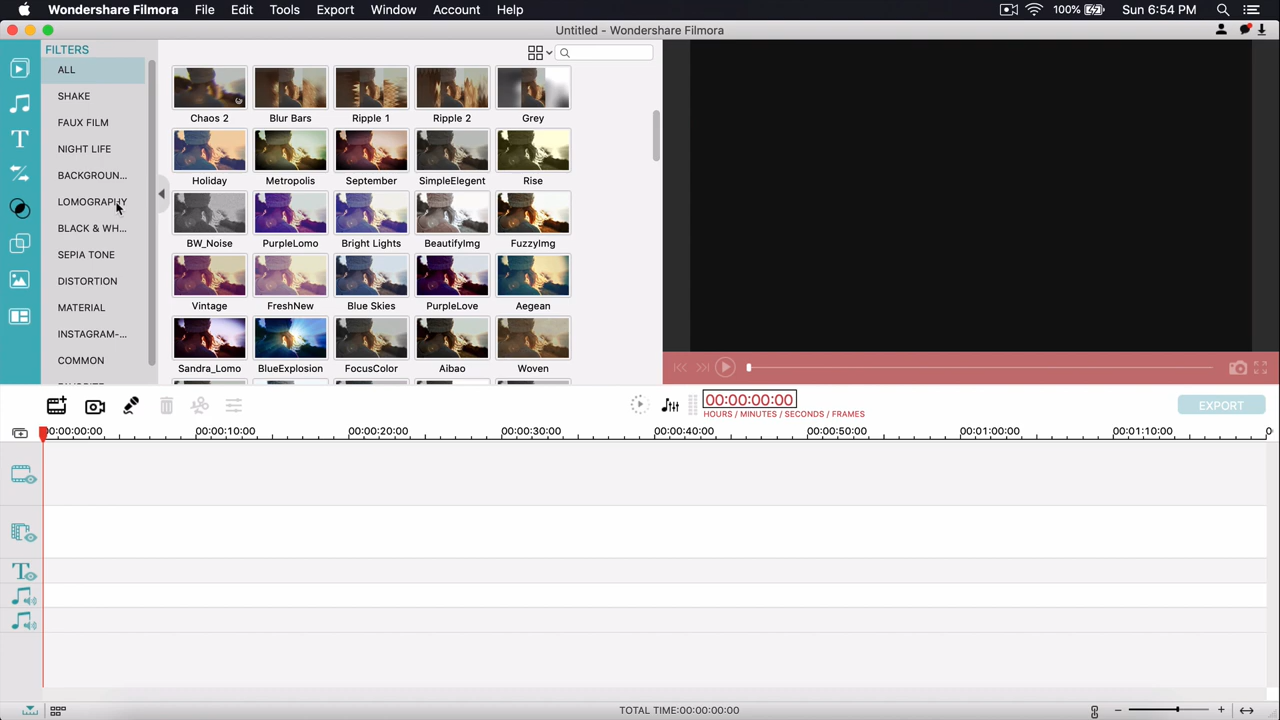 Wondershare Filmora File Edit Tools Export Window Account Help 100% Sun 6:54 PM
Untitled - Wondershare Filmora
FILTERS
ALL
SHAKE
FAUX FILM
NIGHT LIFE
BACKGROUN...
LOMOGRAPHY
BLACK & WH...
SEPIA TONE
DISTORTION
MATERIAL
INSTAGRAM-...
COMMON
Chaos 2 Blur Bars Ripple 1 Ripple 2 Grey
Holiday Metropolis September SimpleElegent Rise
BW_Noise PurpleLomo Bright Lights BeautifyImg FuzzyImg
Vintage FreshNew Blue Skies PurpleLove Aegean
Sandra_Lomo BlueExplosion FocusColor Aibao Woven
00:00:00:00
HOURS / MINUTES / SECONDS / FRAMES
EXPORT
00:00:00:00 00:00:10:00 00:00:20:00 00:00:30:00 00:00:40:00 00:00:50:00 00:01:00:00 00:01:10:00 0
TOTAL TIME:00:00:00:00